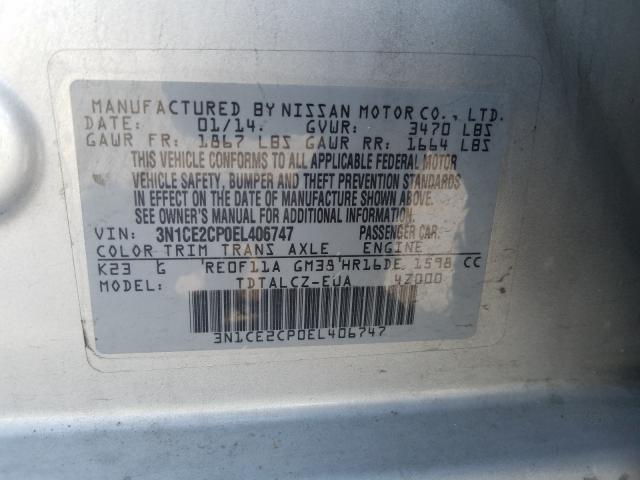 MANUFACTURED BY NISSAN MOTOR CO., LTD.
DATE: 01/14. GVWR: 3470 LBS
GAWR FR: 1867 LBS GAWR RR: 1664 LBS
THIS VEHICLE CONFORMS TO ALL APPLICABLE FEDERAL MOTOR
VEHICLE SAFETY, BUMPER AND THEFT PREVENTION STANDARDS
IN EFFECT ON THE DATE OF MANUFACTURE SHOWN ABOVE.
SEE OWNER'S MANUAL FOR ADDITIONAL INFORMATION.
VIN: 3N1CE2CP0EL406747 PASSENGER CAR.
COLOR TRIM TRANS AXLE ENGINE
K23 G RE0F11A GM38 HR16DE 1598 CC
MODEL: TDTALCZ-EUA 4Z000
3N1CE2CP0EL406747